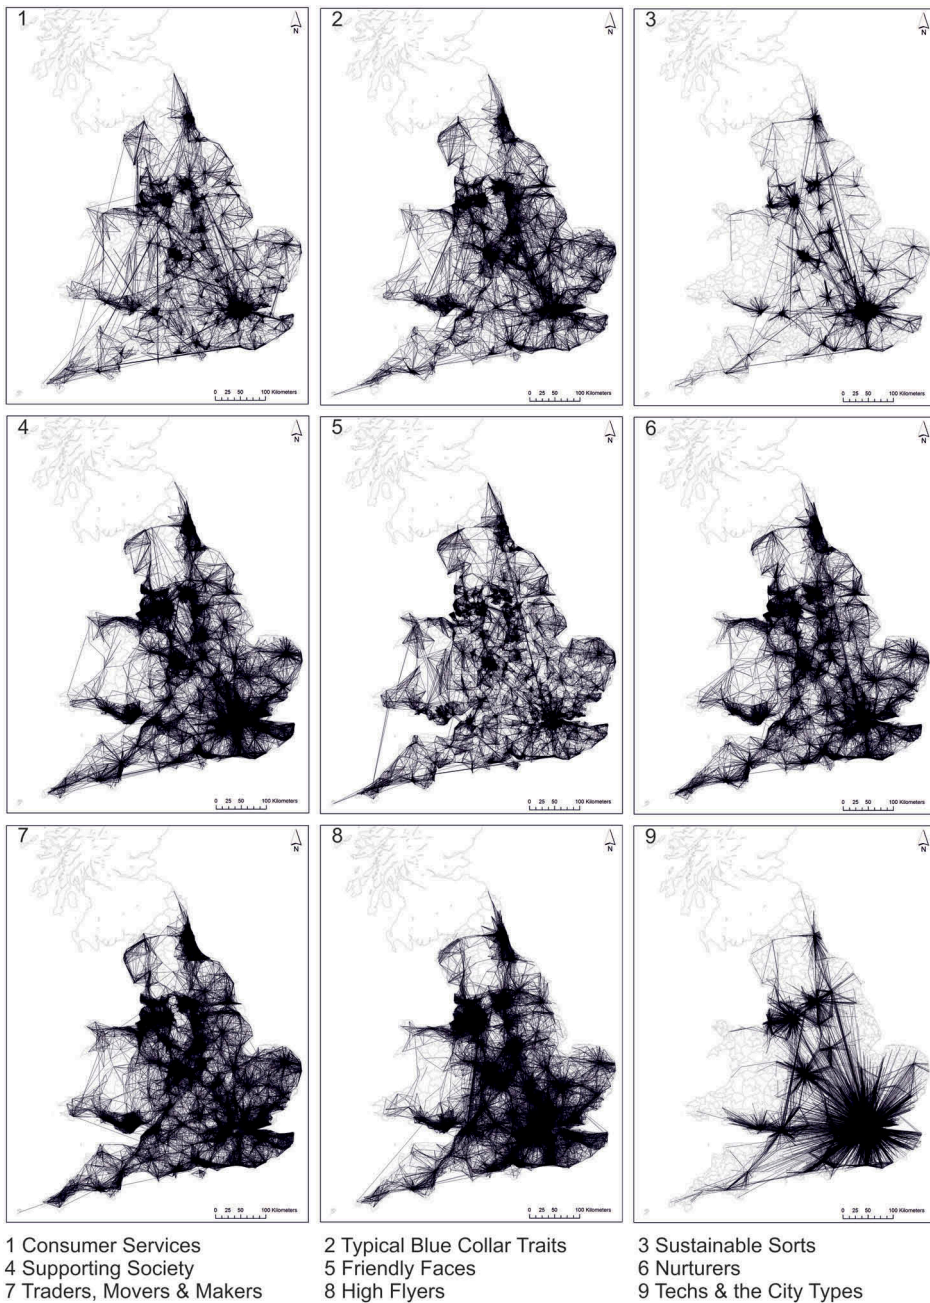 1 2 3
N N N
0 25 50 100 Kilometers 0 25 50 100 Kilometers 0 25 50 100 Kilometers
4 5 6
N N N
0 25 50 100 Kilometers 0 25 50 100 Kilometers 0 25 50 100 Kilometers
7 8 9
N N N
0 25 50 100 Kilometers 0 25 50 100 Kilometers 0 25 50 100 Kilometers
1 Consumer Services 2 Typical Blue Collar Traits 3 Sustainable Sorts
4 Supporting Society 5 Friendly Faces 6 Nurturers
7 Traders, Movers & Makers 8 High Flyers 9 Techs & the City Types